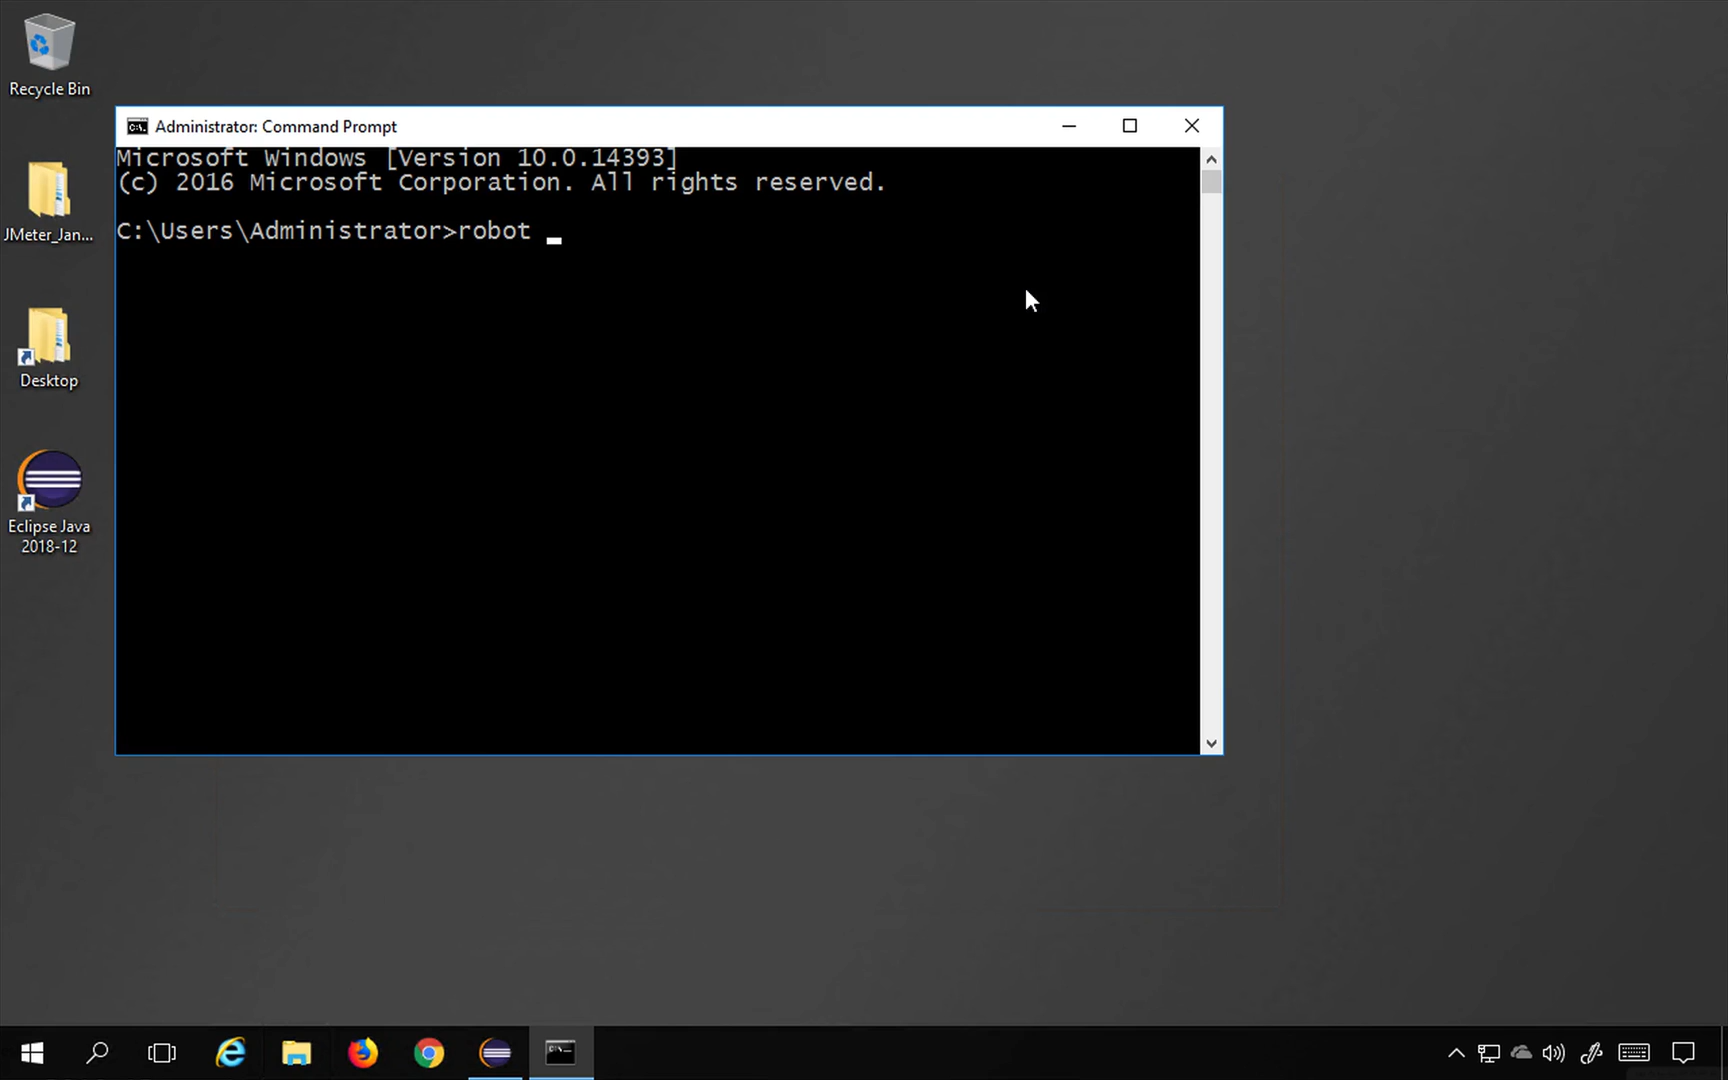 Recycle Bin
JMeter_Jan...
Desktop
Eclipse Java
2018-12
Administrator: Command Prompt
Microsoft Windows [Version 10.0.14393]
(c) 2016 Microsoft Corporation. All rights reserved.
C:\Users\Administrator>robot